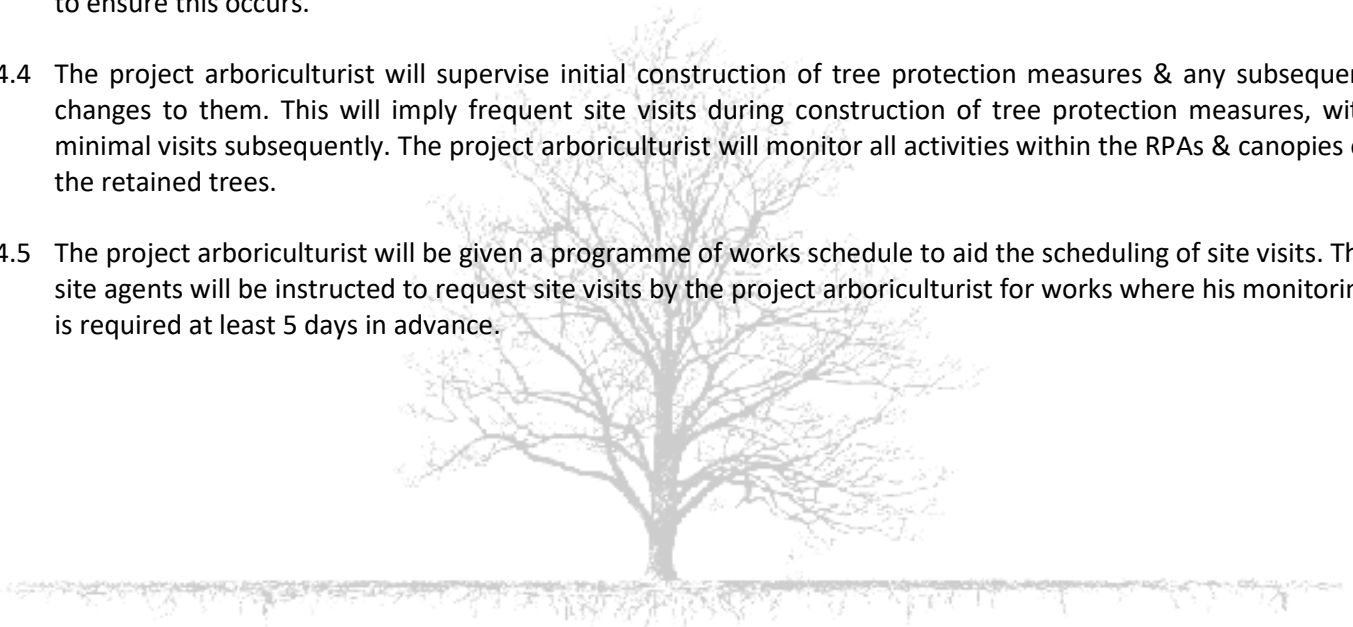 to ensure this occurs.
4.4 The project arboriculturist will supervise initial construction of tree protection measures & any
changes to them. This will imply frequent site visits during construction of tree protection measures,
minimal visits subsequently. The project arboriculturist will monitor all activities within the RPAs & canopies
the retained trees.
4.5 The project arboriculturist will be given a programme of works schedule to aid the scheduling of site visits.
site agents will be instructed to request site visits by the project arboriculturist for works where his
is required at least 5 days in advance.